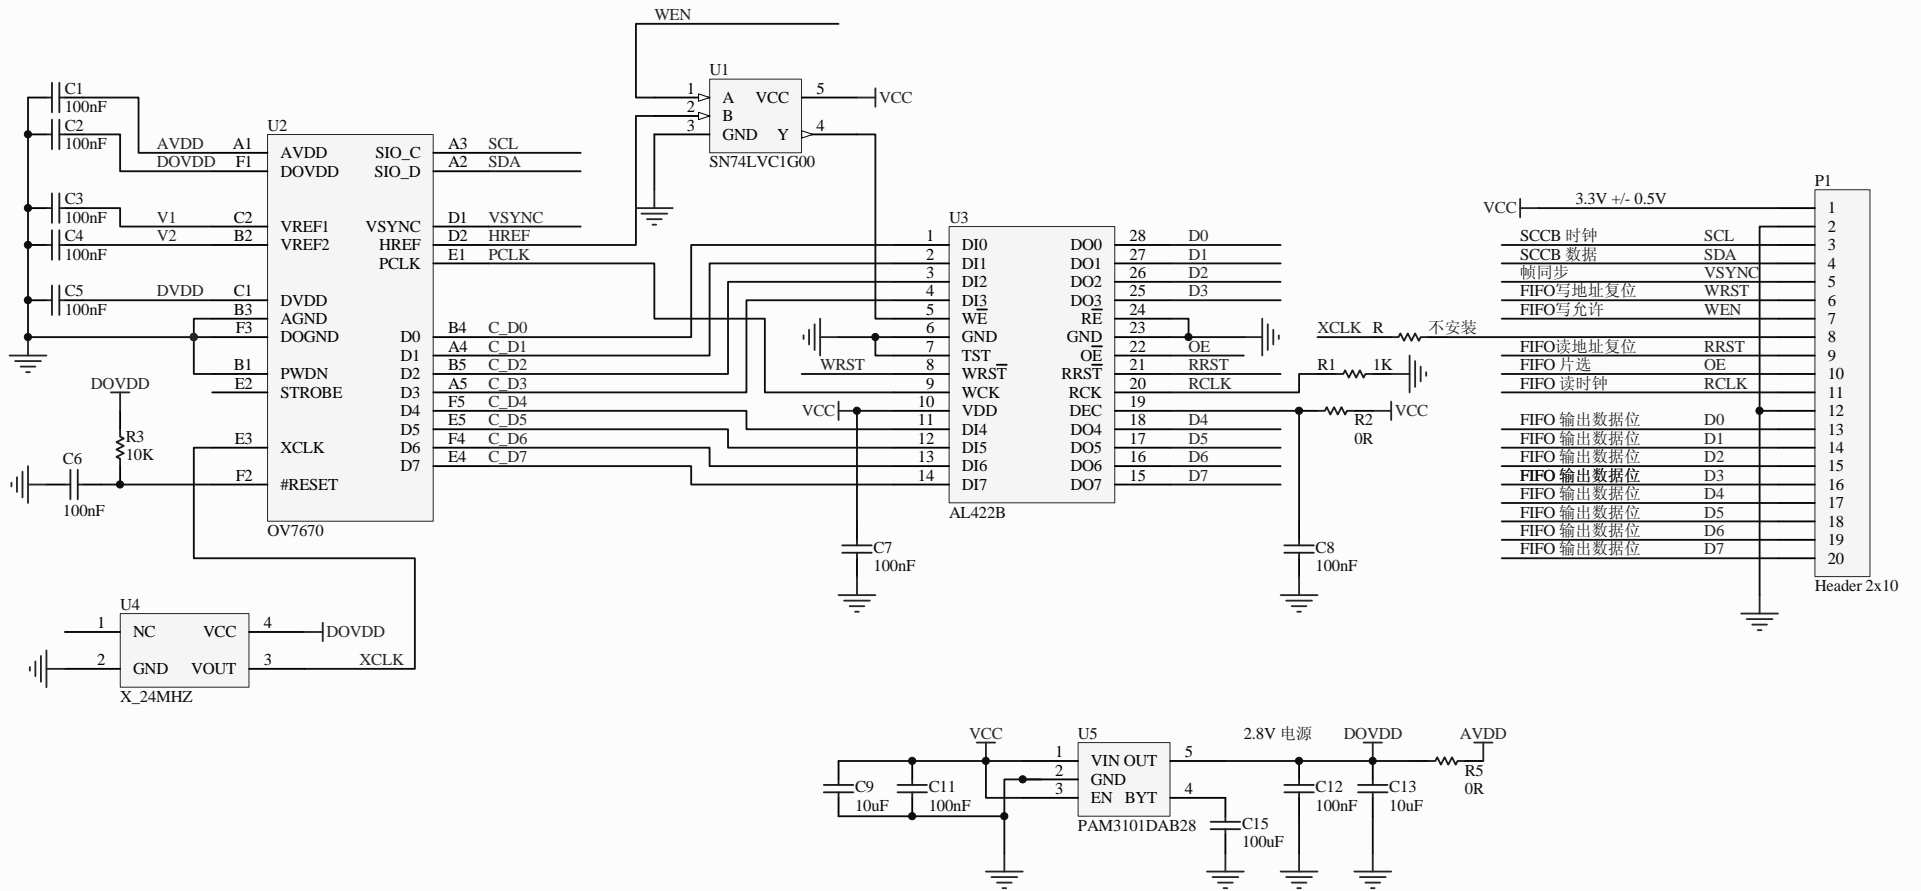 WEN
U1
1 A VCC 5 VCC
2 B
3 GND Y 4
SN74LVC1G00
C1
100nF
C2
100nF
C3
100nF
C4
100nF
C5
100nF
U2
AVDD A1 AVDD SIO_C A3 SCL
DOVDD F1 DOVDD SIO_D A2 SDA
V1 C2 VREF1 VSYNC D1 VSYNC
V2 B2 VREF2 HREF D2 HREF
PCLK E1 PCLK
DVDD C1 DVDD
B3 AGND
F3 DOGND D0 B4 C_D0
D1 A4 C_D1
B1 PWDN D2 B5 C_D2
E2 STROBE D3 A5 C_D3
D4 F5 C_D4
D5 E5 C_D5
E3 XCLK D6 F4 C_D6
D7 E4 C_D7
F2 #RESET
OV7670
DOVDD
R3
10K
C6
100nF
U4
1 NC VCC 4 DOVDD
2 GND VOUT 3 XCLK
X_24MHZ
U3
1 DI0 DO0 28 D0
2 DI1 DO1 27 D1
3 DI2 DO2 26 D2
4 DI3 DO3 25 D3
5 WE RE 24
6 GND GND 23
7 TST OE 22 OE
WRST 8 WRST RRST 21 RRST
9 WCK RCK 20 RCLK
VCC 10 VDD DEC 19
11 DI4 DO4 18 D4
12 DI5 DO5 17 D5
13 DI6 DO6 16 D6
14 DI7 DO7 15 D7
AL422B
R1 1K
R2
0R
VCC
C7
100nF
C8
100nF
XCLK R 不安装
P1
VCC 3.3V +/- 0.5V 1
2
SCCB 时钟 SCL 3
SCCB 数据 SDA 4
帧同步 VSYNC 5
FIFO写地址复位 WRST 6
FIFO写允许 WEN 7
8
FIFO读地址复位 RRST 9
FIFO 片选 OE 10
FIFO 读时钟 RCLK 11
12
FIFO 输出数据位 D0 13
FIFO 输出数据位 D1 14
FIFO 输出数据位 D2 15
FIFO 输出数据位 D3 16
FIFO 输出数据位 D4 17
FIFO 输出数据位 D5 18
FIFO 输出数据位 D6 19
FIFO 输出数据位 D7 20
Header 2x10
VCC
U5
1 VIN OUT 5
2 GND
3 EN BYT 4
PAM3101DAB28
C9
10uF
C11
100nF
C15
100uF
2.8V 电源
DOVDD
AVDD
C12
100nF
C13
10uF
R5
0R